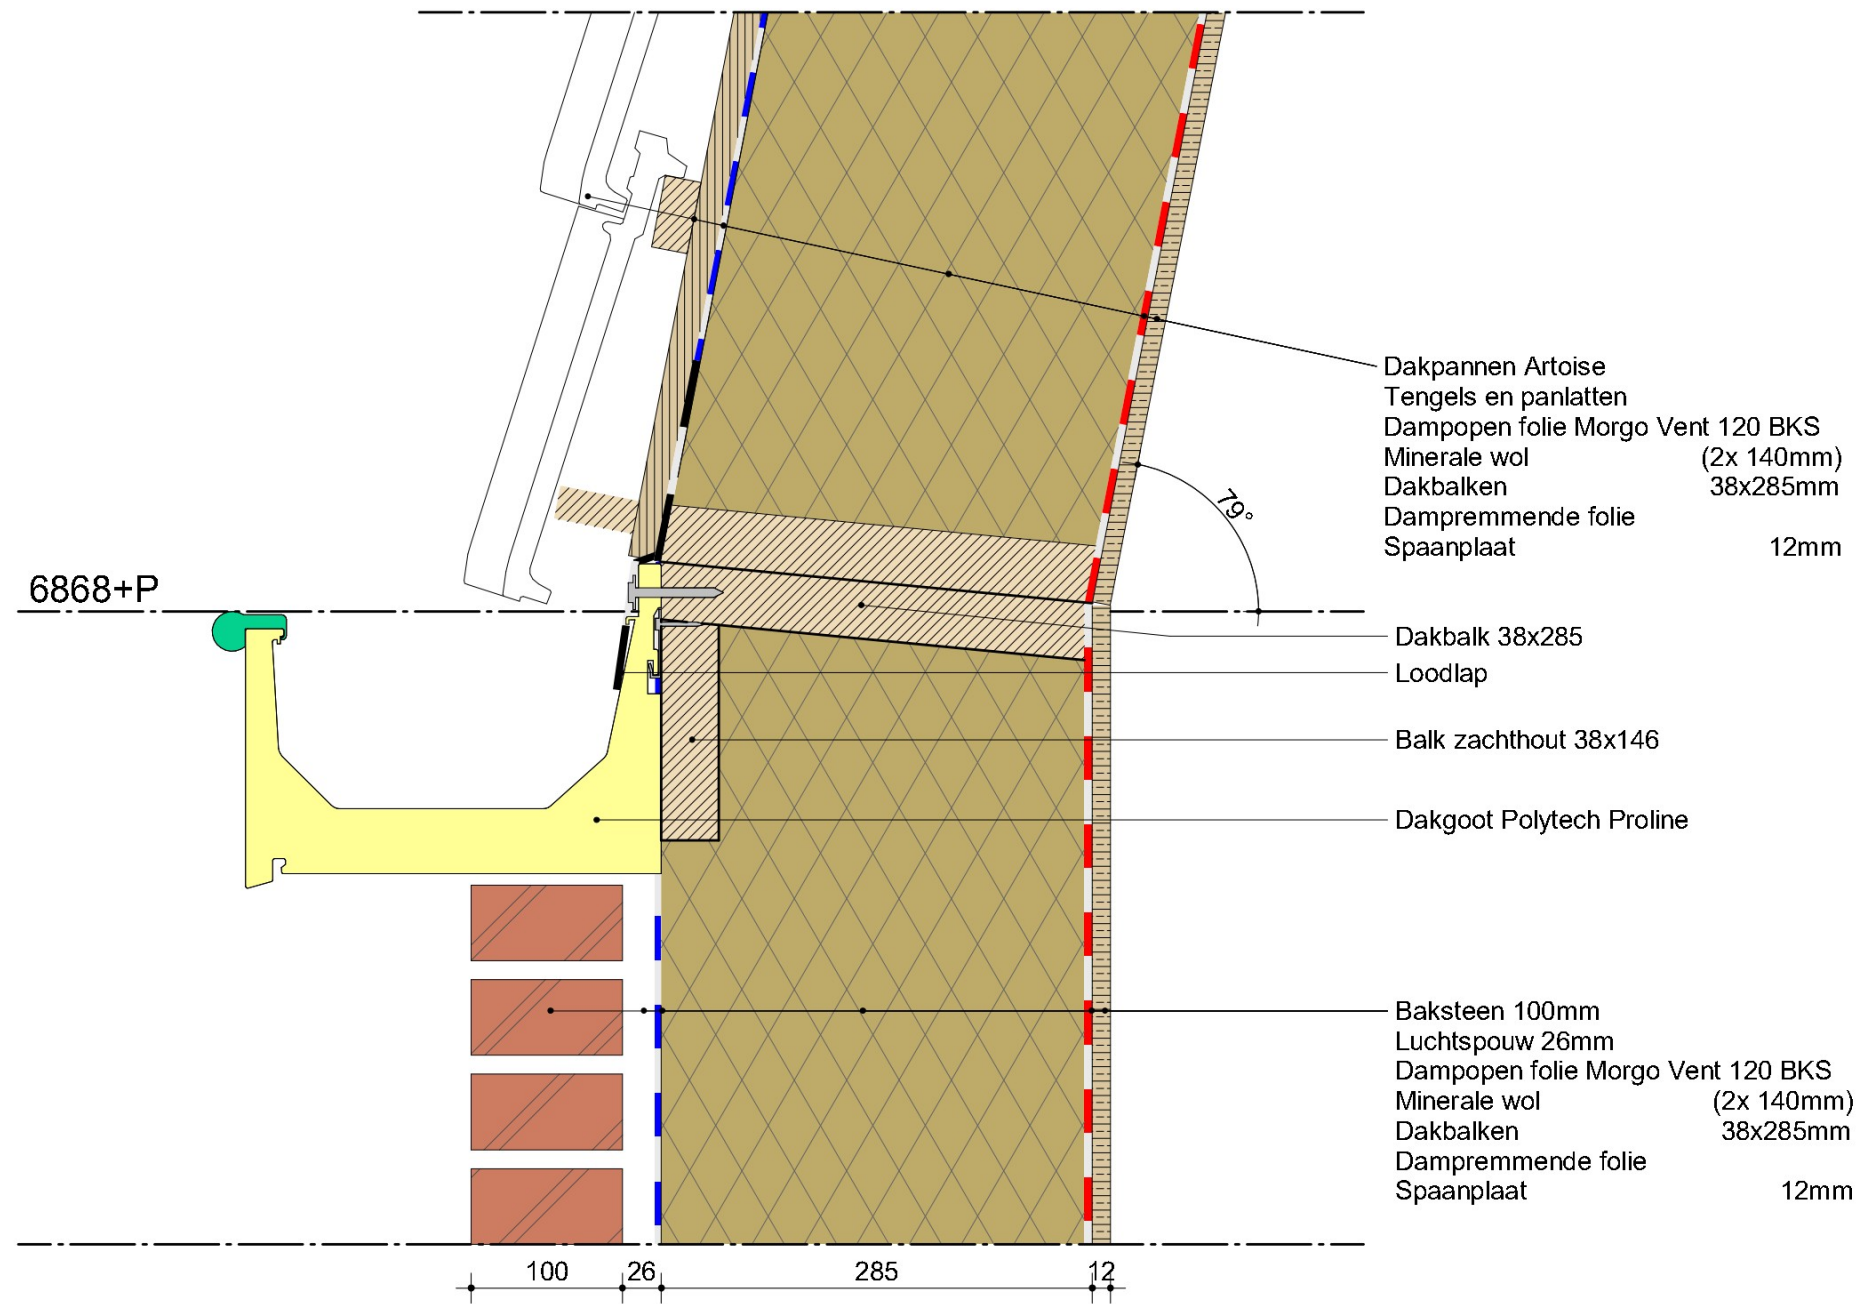 Dakpannen Artoise
Tengels en panlatten
Dampopen folie Morgo Vent 120 BKS
Minerale wol (2x 140mm)
Dakbalken 38x285mm
Dampremmende folie
Spaanplaat 12mm
79°
6868+P
Dakbalk 38x285
Loodlap
Balk zachthout 38x146
Dakgoot Polytech Proline
Baksteen 100mm
Luchtspouw 26mm
Dampopen folie Morgo Vent 120 BKS
Minerale wol (2x 140mm)
Dakbalken 38x285mm
Dampremmende folie
Spaanplaat 12mm
100 26 285 12